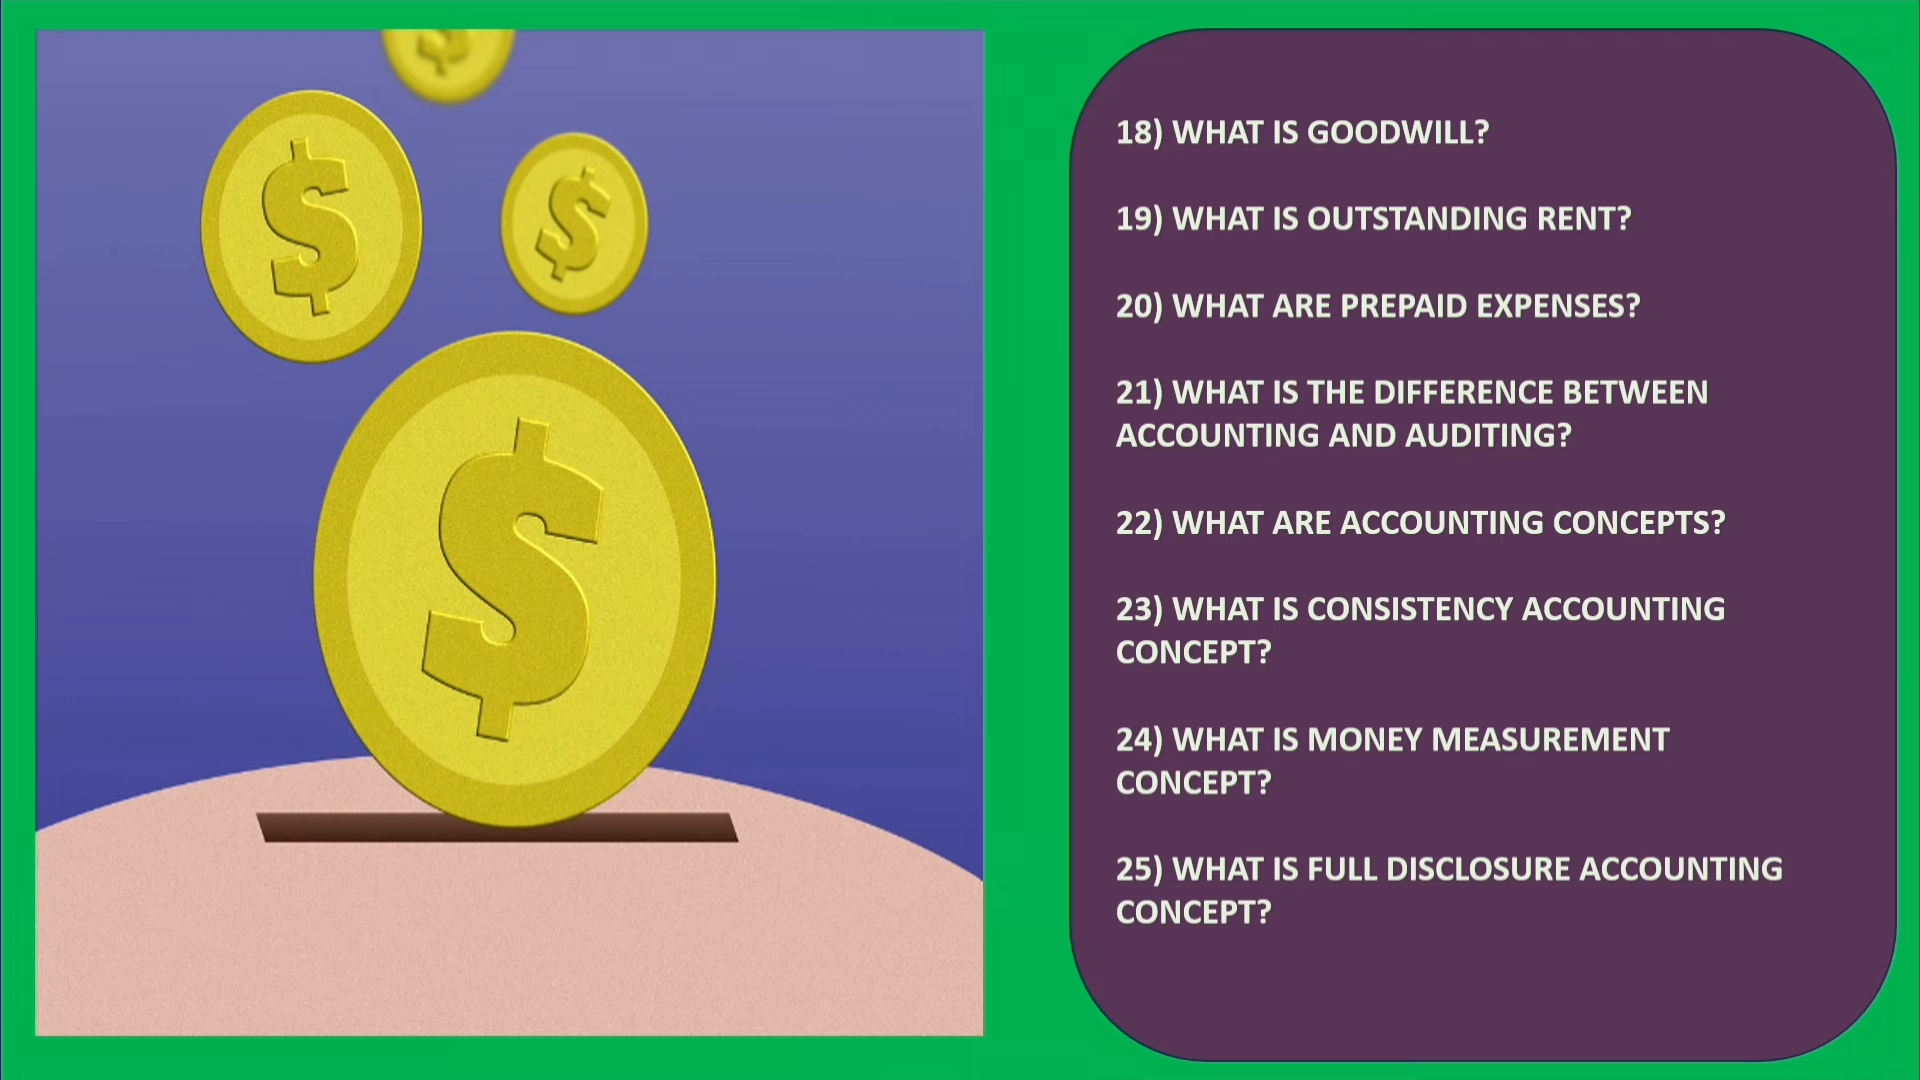 18) WHAT IS GOODWILL?
19) WHAT IS OUTSTANDING RENT?
20) WHAT ARE PREPAID EXPENSES?
21) WHAT IS THE DIFFERENCE BETWEEN
ACCOUNTING AND AUDITING?
22) WHAT ARE ACCOUNTING CONCEPTS?
23) WHAT IS CONSISTENCY ACCOUNTING
CONCEPT?
24) WHAT IS MONEY MEASUREMENT
CONCEPT?
25) WHAT IS FULL DISCLOSURE ACCOUNTING
CONCEPT?
$
$
$
$